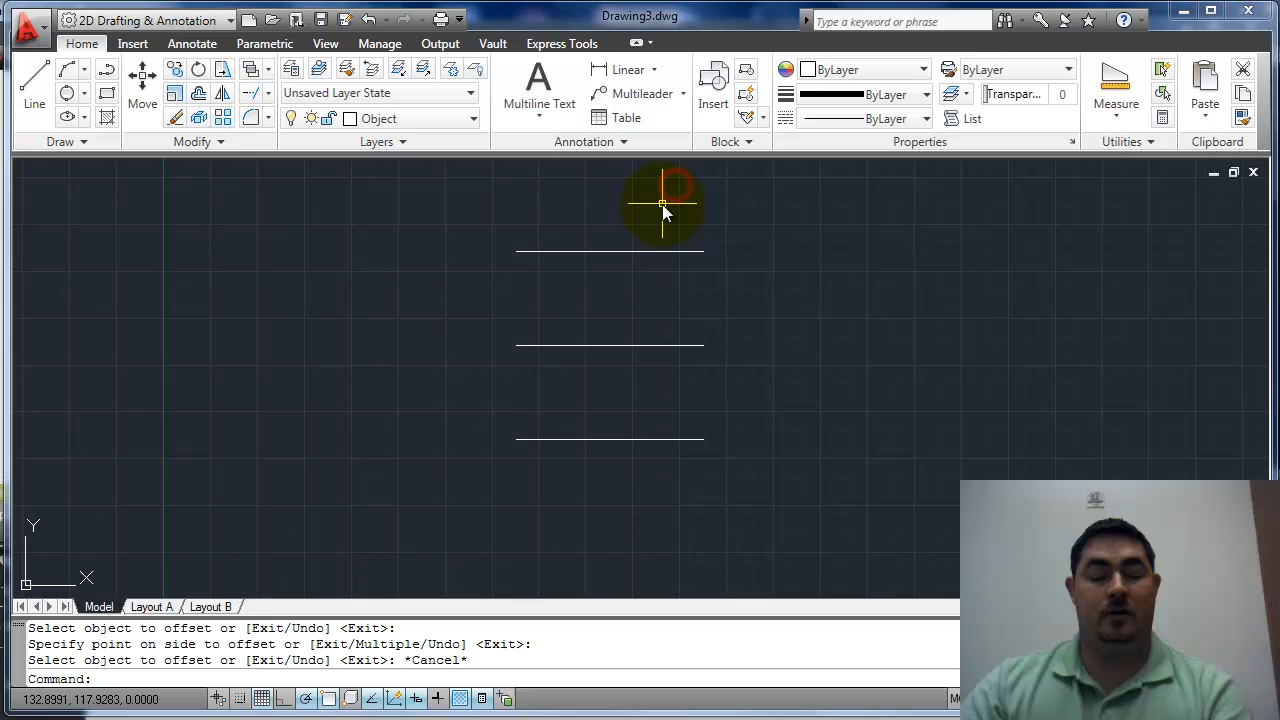 2D Drafting & Annotation
Drawing3.dwg
Type a keyword or phrase
Home Insert Annotate Parametric View Manage Output Vault Express Tools
Line
Move
Unsaved Layer State
Object
Multiline Text
Linear
Multileader
Table
Insert
ByLayer
ByLayer
ByLayer
ByLayer
Transpar... 0
List
Measure
Paste
Draw Modify Layers Annotation Block Properties Utilities Clipboard
Y
X
Model Layout A Layout B
Select object to offset or [Exit/Undo] <Exit>:
Specify point on side to offset or [Exit/Multiple/Undo] <Exit>:
Select object to offset or [Exit/Undo] <Exit>: *Cancel*
Command:
132.8991, 117.9283, 0.0000